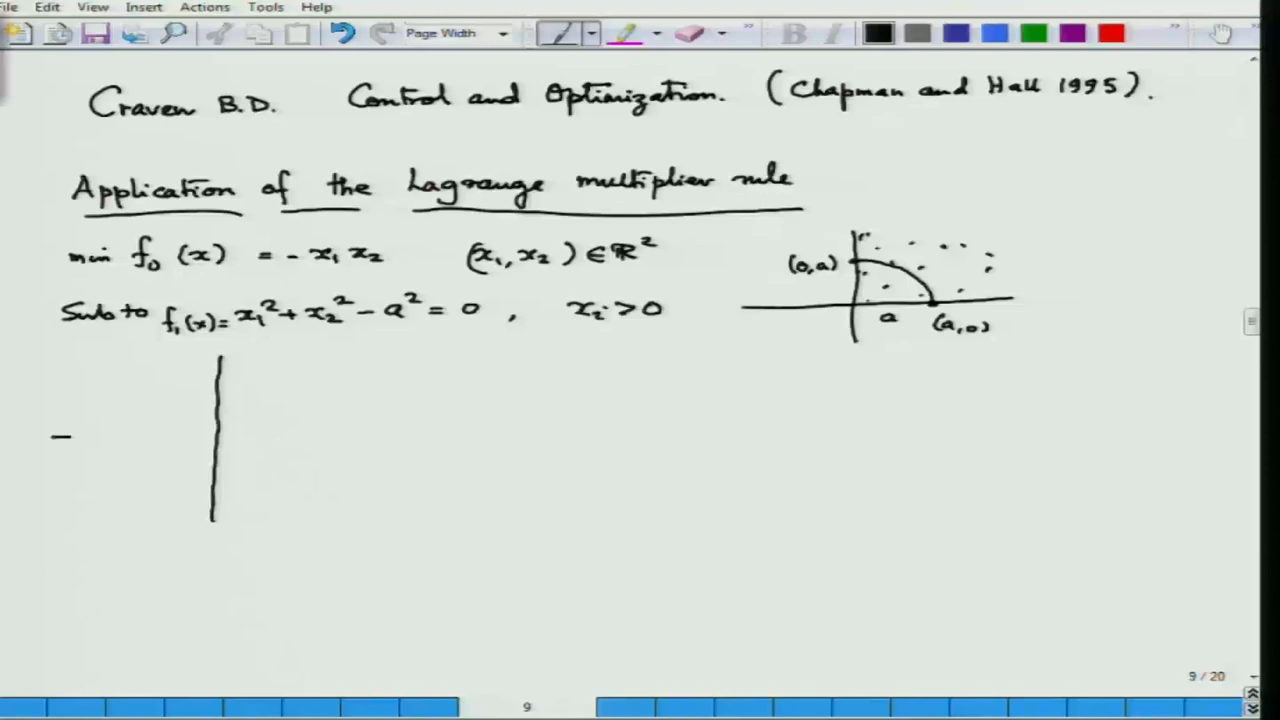 File Edit View Insert Actions Tools Help
Page Width
Craven B.D. Control and Optimization. (Chapman and Hall 1995).
Application of the Lagrange multiplier rule
min f₀(x) = - x₁ x₂ (x₁, x₂) ∈ ℝ²
Sub to f₁(x) = x₁² + x₂² - a² = 0, xᵢ > 0
(0,a)
a (a,0)
9 / 20
9